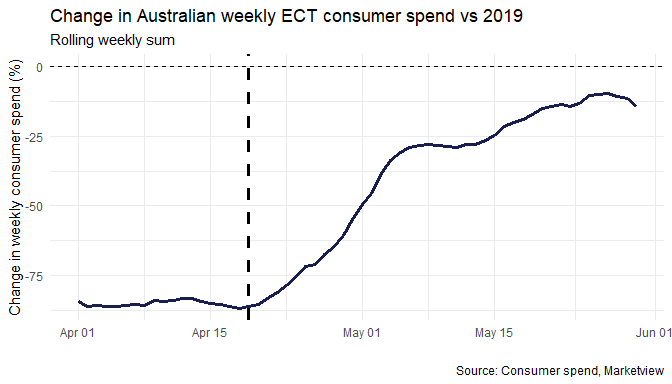 Change in Australian weekly ECT consumer spend vs 2019
Rolling weekly sum
Change in weekly consumer spend (%)
0
-25
-50
-75
Apr 01
Apr 15
May 01
May 15
Jun 01
Source: Consumer spend, Marketview